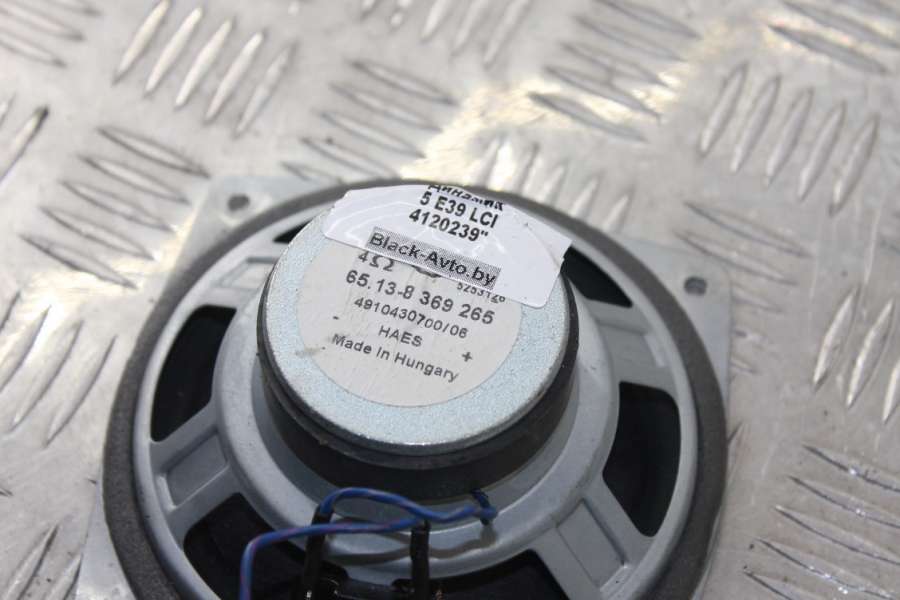 Динамик
5 E39 LCI
4120239"
Black-Avto.by
4Ω
65.13-8 369 265
4910430700/06
HAES
- +
Made in Hungary